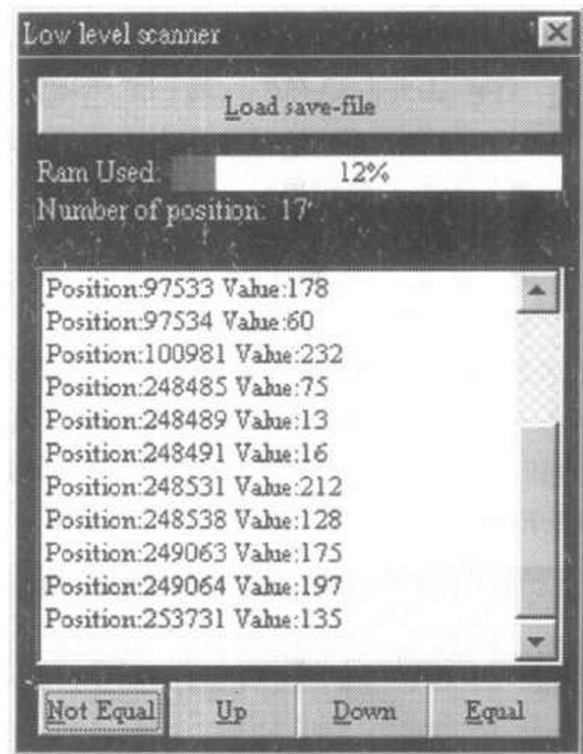 Low level scanner
Load save-file
Ram Used: 12%
Number of position: 17
Position:97533 Value:178
Position:97534 Value:60
Position:100981 Value:232
Position:248485 Value:75
Position:248489 Value:13
Position:248491 Value:16
Position:248531 Value:212
Position:248538 Value:128
Position:249063 Value:175
Position:249064 Value:197
Position:253731 Value:135
Not Equal Up Down Equal